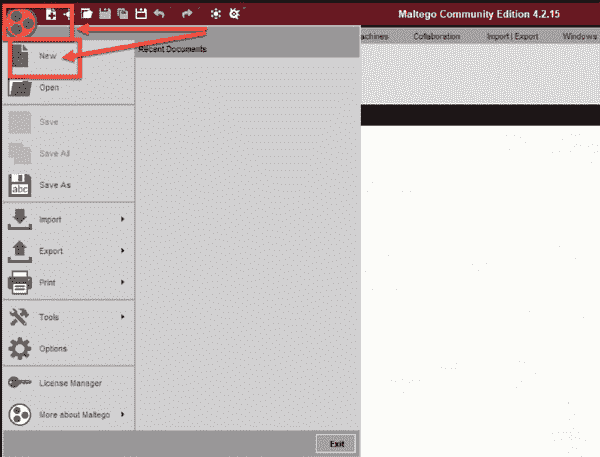 Maltego Community Edition 4.2.15
achines Collaboration Import | Export Windows
Recent Documents
New
Open
Save
Save All
abc
Save As
Import
Export
Print
Tools
Options
License Manager
More about Maltego
Exit